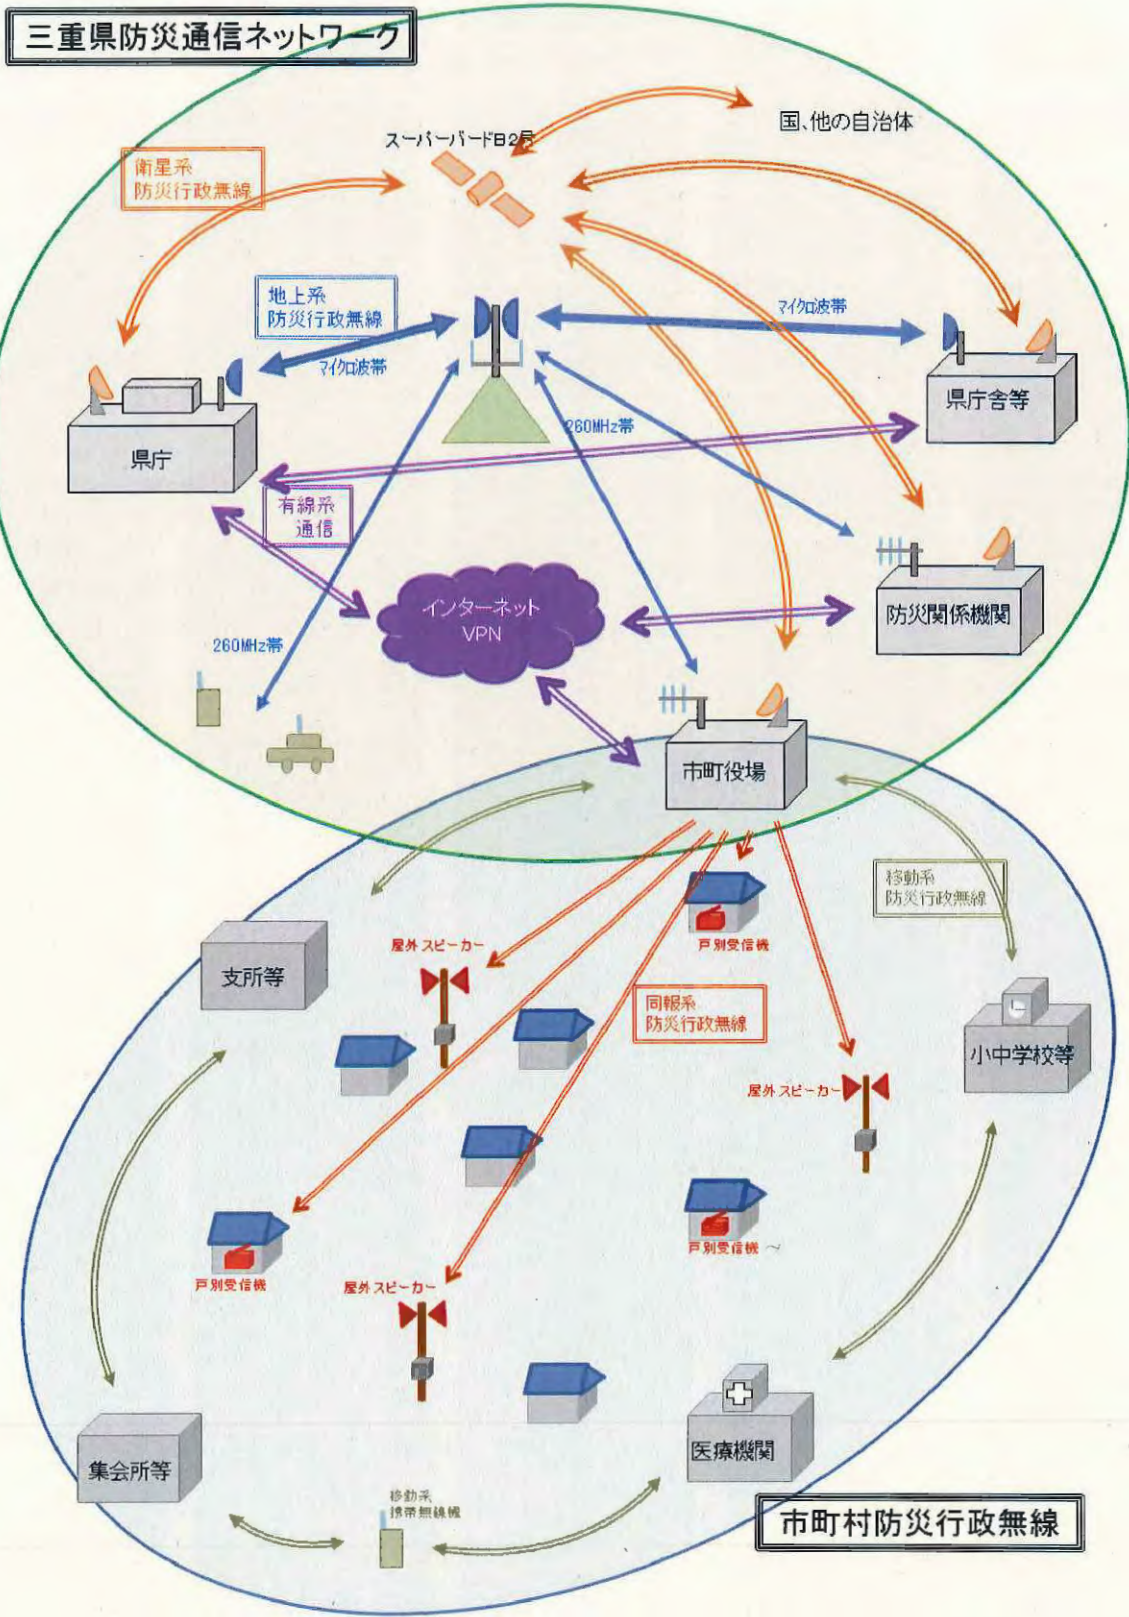 三重県防災通信ネットワーク
国、他の自治体
スーパーバードB2号
衛星系
防災行政無線
地上系
防災行政無線
マイクロ波帯
マイクロ波帯
県庁舎等
県庁
260MHz帯
有線系
通信
インターネット
VPN
防災関係機関
260MHz帯
市町役場
移動系
防災行政無線
戸別受信機
屋外スピーカー
支所等
同報系
防災行政無線
小中学校等
屋外スピーカー
戸別受信機 ～
戸別受信機
屋外スピーカー
医療機関
集会所等
移動系
携帯無線機
市町村防災行政無線